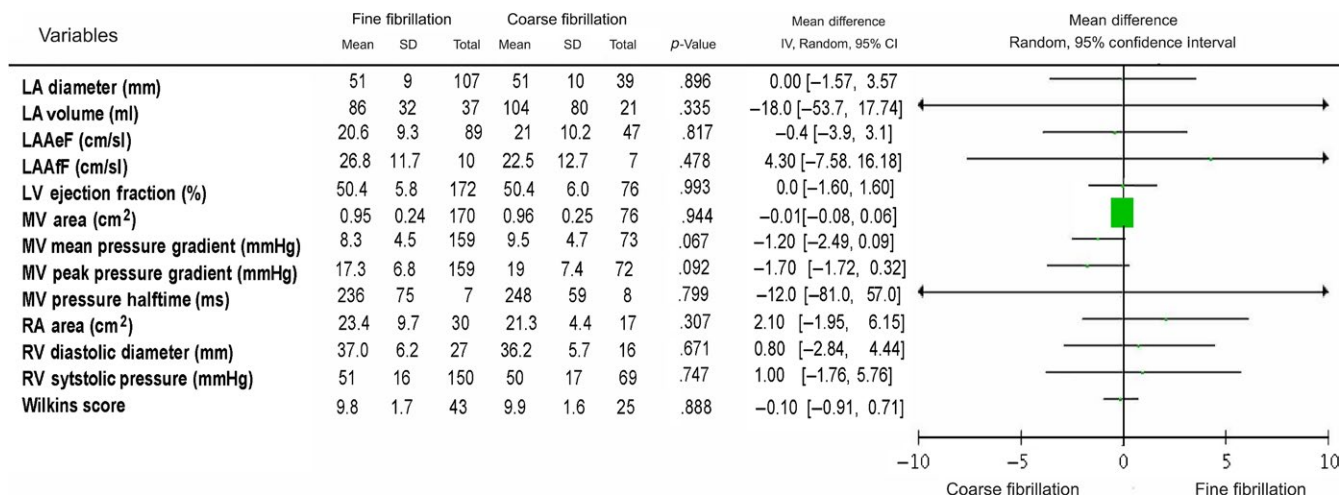 Variables Fine fibrillation Coarse fibrillation Mean difference Mean difference
Mean SD Total Mean SD Total p-Value IV, Random, 95% CI Random, 95% confidence Interval
LA diameter (mm) 51 9 107 51 10 39 .896 0.00 [−1.57, 3.57
LA volume (ml) 86 32 37 104 80 21 .335 −18.0 [−53.7, 17.74]
LAAeF (cm/sl) 20.6 9.3 89 21 10.2 47 .817 −0.4 [−3.9, 3.1]
LAAfF (cm/sl) 26.8 11.7 10 22.5 12.7 7 .478 4.30 [−7.58. 16.18]
LV ejection fraction (%) 50.4 5.8 172 50.4 6.0 76 .993 0.0 [−1.60, 1.60]
MV area (cm²) 0.95 0.24 170 0.96 0.25 76 .944 −0.01[−0.08, 0.06]
MV mean pressure gradient (mmHg) 8.3 4.5 159 9.5 4.7 73 .067 −1.20 [−2.49, 0.09]
MV peak pressure gradient (mmHg) 17.3 6.8 159 19 7.4 72 .092 −1.70 [−1.72, 0.32]
MV pressure halftime (ms) 236 75 7 248 59 8 .799 −12.0 [−81.0, 57.0]
RA area (cm²) 23.4 9.7 30 21.3 4.4 17 .307 2.10 [−1.95, 6.15]
RV diastolic diameter (mm) 37.0 6.2 27 36.2 5.7 16 .671 0.80 [−2.84, 4.44]
RV sytstolic pressure (mmHg) 51 16 150 50 17 69 .747 1.00 [−1.76, 5.76]
Wilkins score 9.8 1.7 43 9.9 1.6 25 .888 −0.10 [−0.91, 0.71]
−10 −5 0 5 10
Coarse fibrillation Fine fibrillation